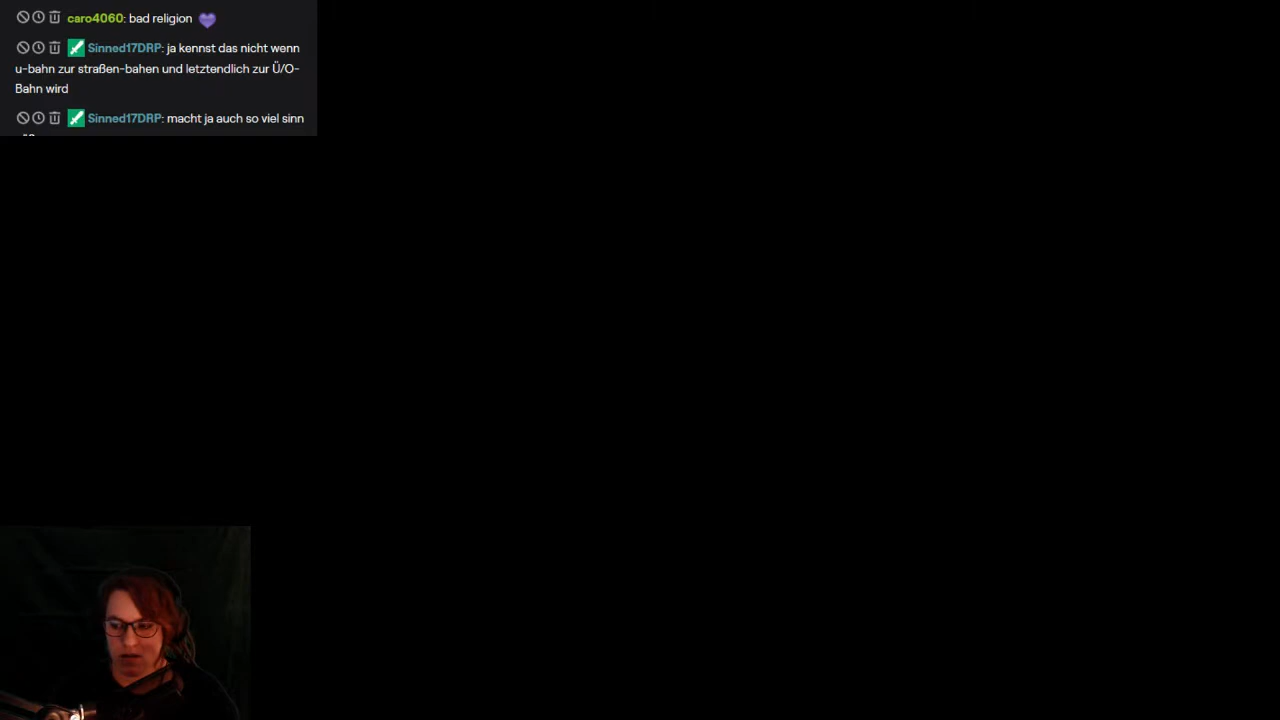 caro4060: bad religion
Sinned17DRP: ja kennst das nicht wenn
u-bahn zur straßen-bahen und letztendlich zur Ü/O-
Bahn wird
Sinned17DRP: macht ja auch so viel sinn